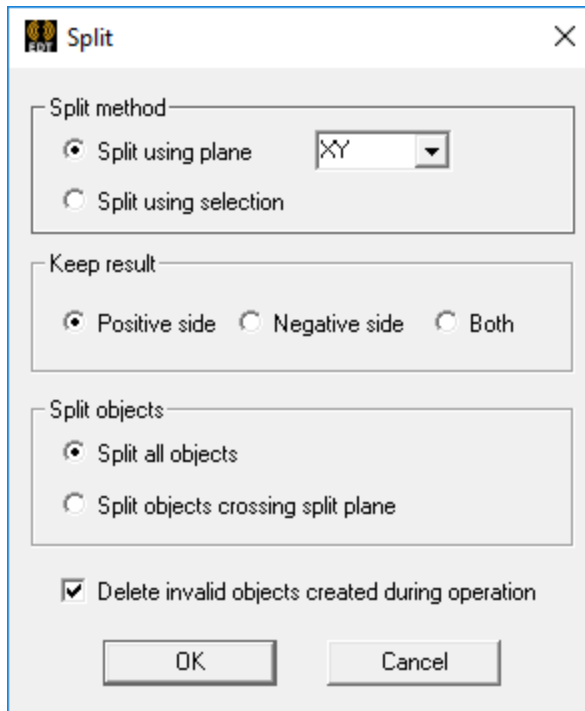 EDT Split
Split method
Split using plane XY
Split using selection
Keep result
Positive side Negative side Both
Split objects
Split all objects
Split objects crossing split plane
Delete invalid objects created during operation
OK Cancel